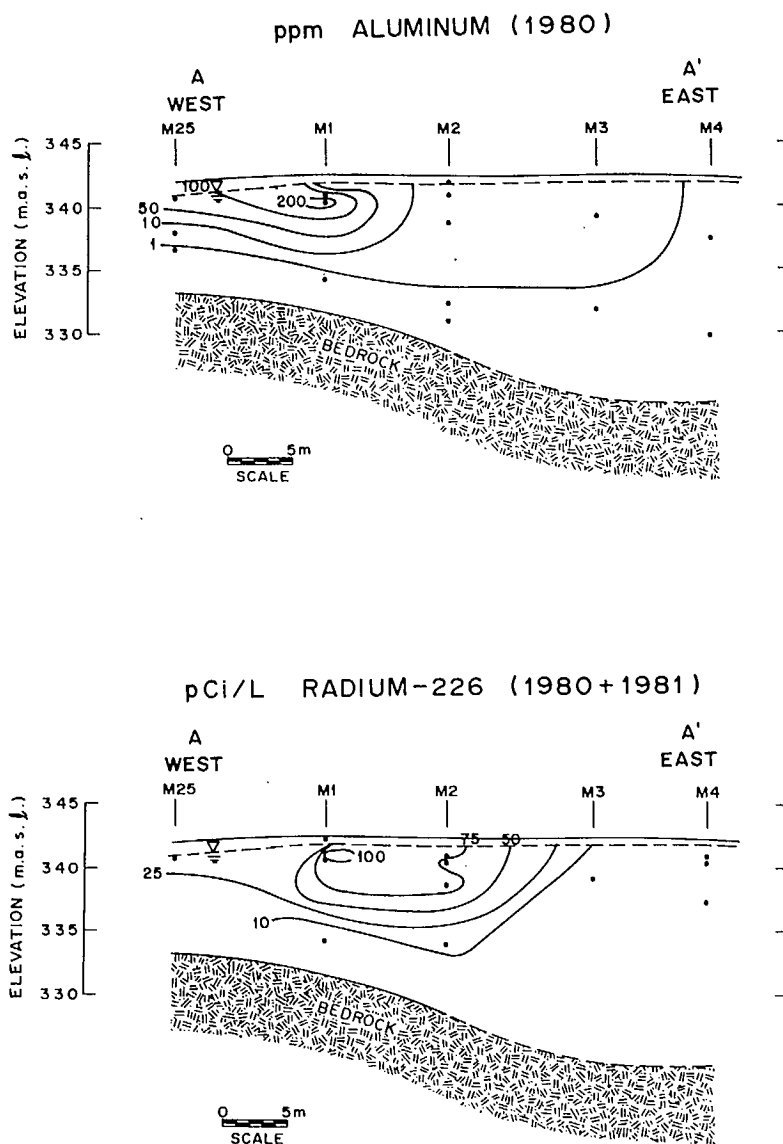 ppm ALUMINUM (1980)
A
WEST
A'
EAST
M25 M1 M2 M3 M4
ELEVATION (m.a.s.l.)
345
340
335
330
100
200
50
10
1
BEDROCK
0 5m
SCALE
pCi/L RADIUM-226 (1980+1981)
A
WEST
A'
EAST
M25 M1 M2 M3 M4
ELEVATION (m.a.s.l.)
345
340
335
330
75 50
100
25
10
BEDROCK
0 5m
SCALE